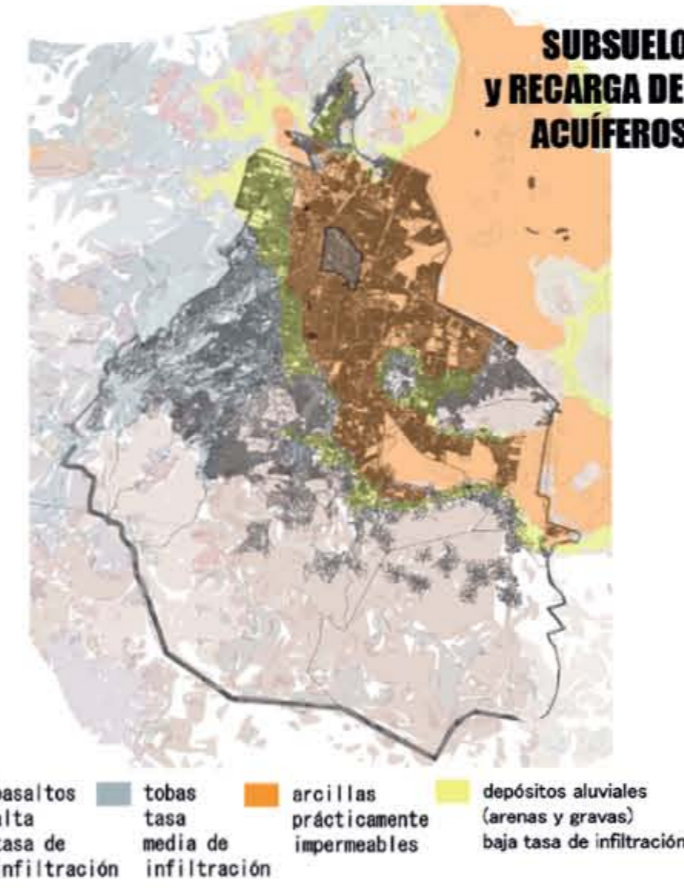 SUBSUELO
y RECARGA DE
ACUÍFEROS
basaltos
alta
tasa de
infiltración
tobas
tasa
media de
infiltración
arcillas
prácticamente
impermeables
depósitos aluviales
(arenas y gravas)
baja tasa de infiltración